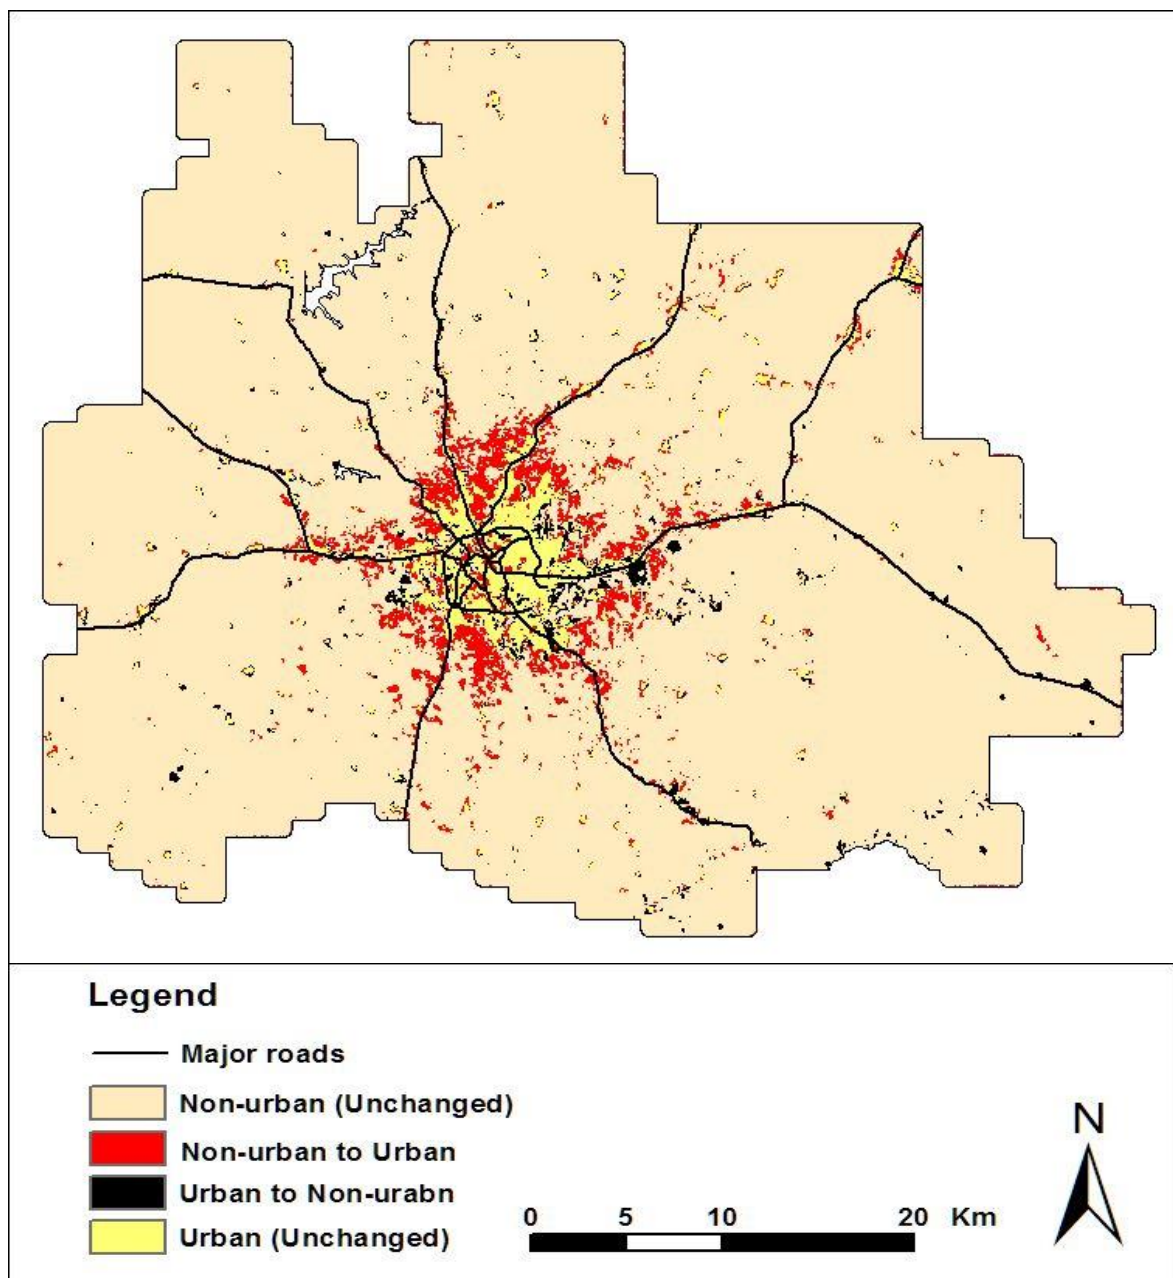 Legend
Major roads
Non-urban (Unchanged)
Non-urban to Urban
Urban to Non-urabn
Urban (Unchanged)
0 5 10 20 Km
N